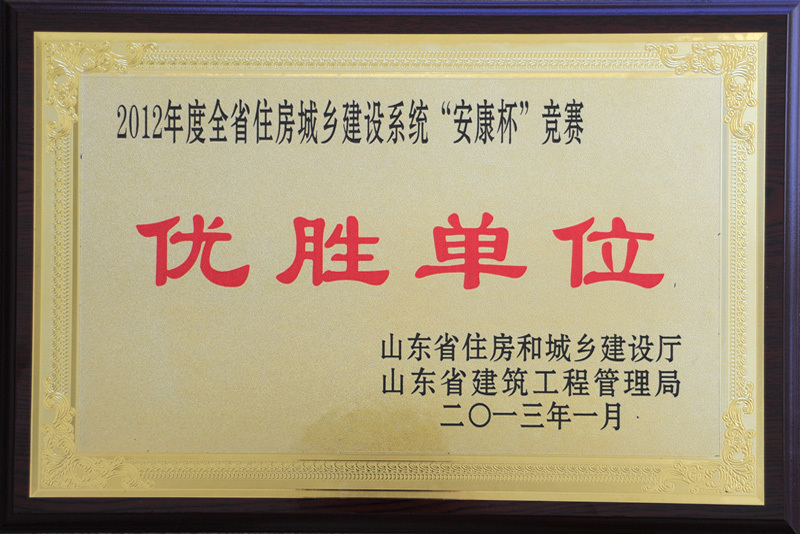 2012年度全省住房城乡建设系统“安康杯”竞赛
优胜单位
山东省住房和城乡建设厅
山东省建筑工程管理局
二〇一三年一月